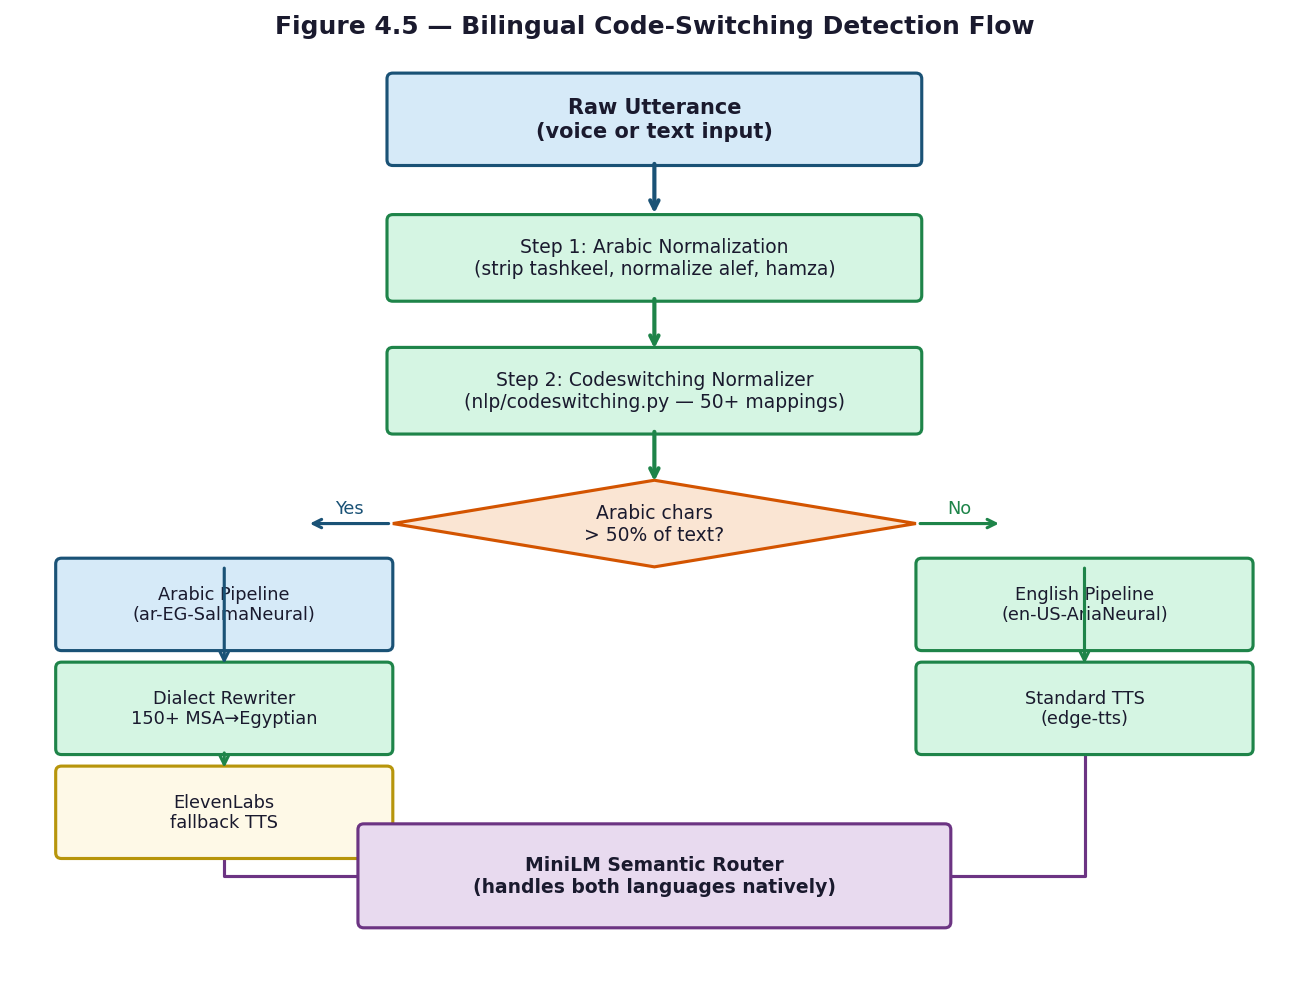 Figure 4.5 — Bilingual Code-Switching Detection Flow
Raw Utterance
(voice or text input)
Step 1: Arabic Normalization
(strip tashkeel, normalize alef, hamza)
Step 2: Codeswitching Normalizer
(nlp/codeswitching.py — 50+ mappings)
Arabic chars
> 50% of text?
Yes
No
Arabic Pipeline
(ar-EG-SalmaNeural)
English Pipeline
(en-US-AriaNeural)
Dialect Rewriter
150+ MSA→Egyptian
Standard TTS
(edge-tts)
ElevenLabs
fallback TTS
MiniLM Semantic Router
(handles both languages natively)